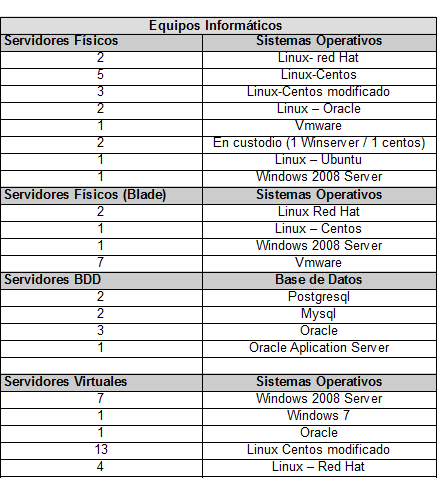 Equipos Informáticos
Servidores Físicos Sistemas Operativos
2 Linux- red Hat
5 Linux-Centos
3 Linux-Centos modificado
2 Linux – Oracle
1 Vmware
2 En custodio (1 Winserver / 1 centos)
1 Linux – Ubuntu
1 Windows 2008 Server
Servidores Físicos (Blade) Sistemas Operativos
2 Linux Red Hat
1 Linux – Centos
1 Windows 2008 Server
7 Vmware
Servidores BDD Base de Datos
2 Postgresql
2 Mysql
3 Oracle
1 Oracle Aplication Server
Servidores Virtuales Sistemas Operativos
7 Windows 2008 Server
1 Windows 7
1 Oracle
13 Linux Centos modificado
4 Linux – Red Hat